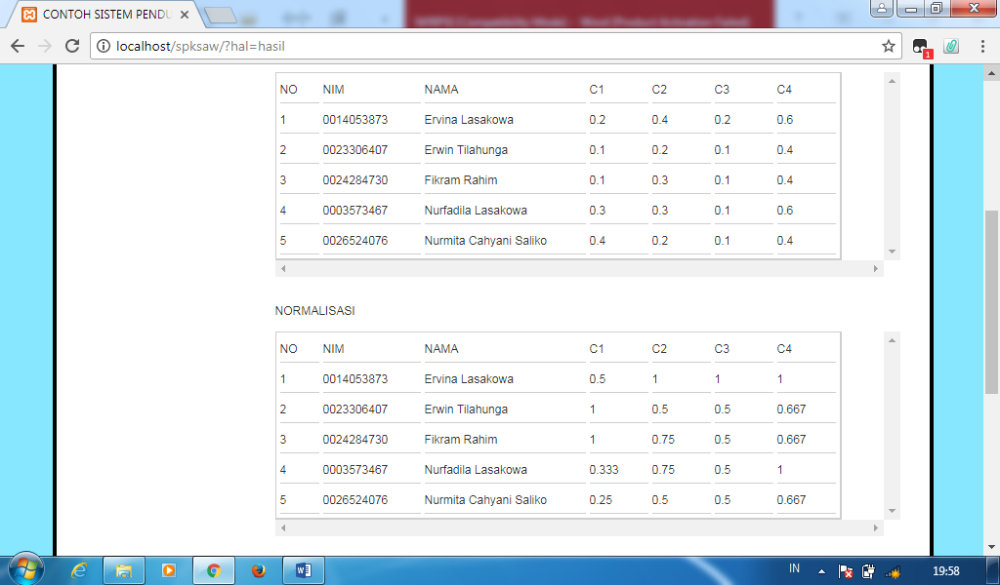 CONTOH SISTEM PENDU
localhost/spksaw/?hal=hasil
1
NO NIM NAMA C1 C2 C3 C4
1 0014053873 Ervina Lasakowa 0.2 0.4 0.2 0.6
2 0023306407 Erwin Tilahunga 0.1 0.2 0.1 0.4
3 0024284730 Fikram Rahim 0.1 0.3 0.1 0.4
4 0003573467 Nurfadila Lasakowa 0.3 0.3 0.1 0.6
5 0026524076 Nurmita Cahyani Saliko 0.4 0.2 0.1 0.4
NORMALISASI
NO NIM NAMA C1 C2 C3 C4
1 0014053873 Ervina Lasakowa 0.5 1 1 1
2 0023306407 Erwin Tilahunga 1 0.5 0.5 0.667
3 0024284730 Fikram Rahim 1 0.75 0.5 0.667
4 0003573467 Nurfadila Lasakowa 0.333 0.75 0.5 1
5 0026524076 Nurmita Cahyani Saliko 0.25 0.5 0.5 0.667
IN 19:58